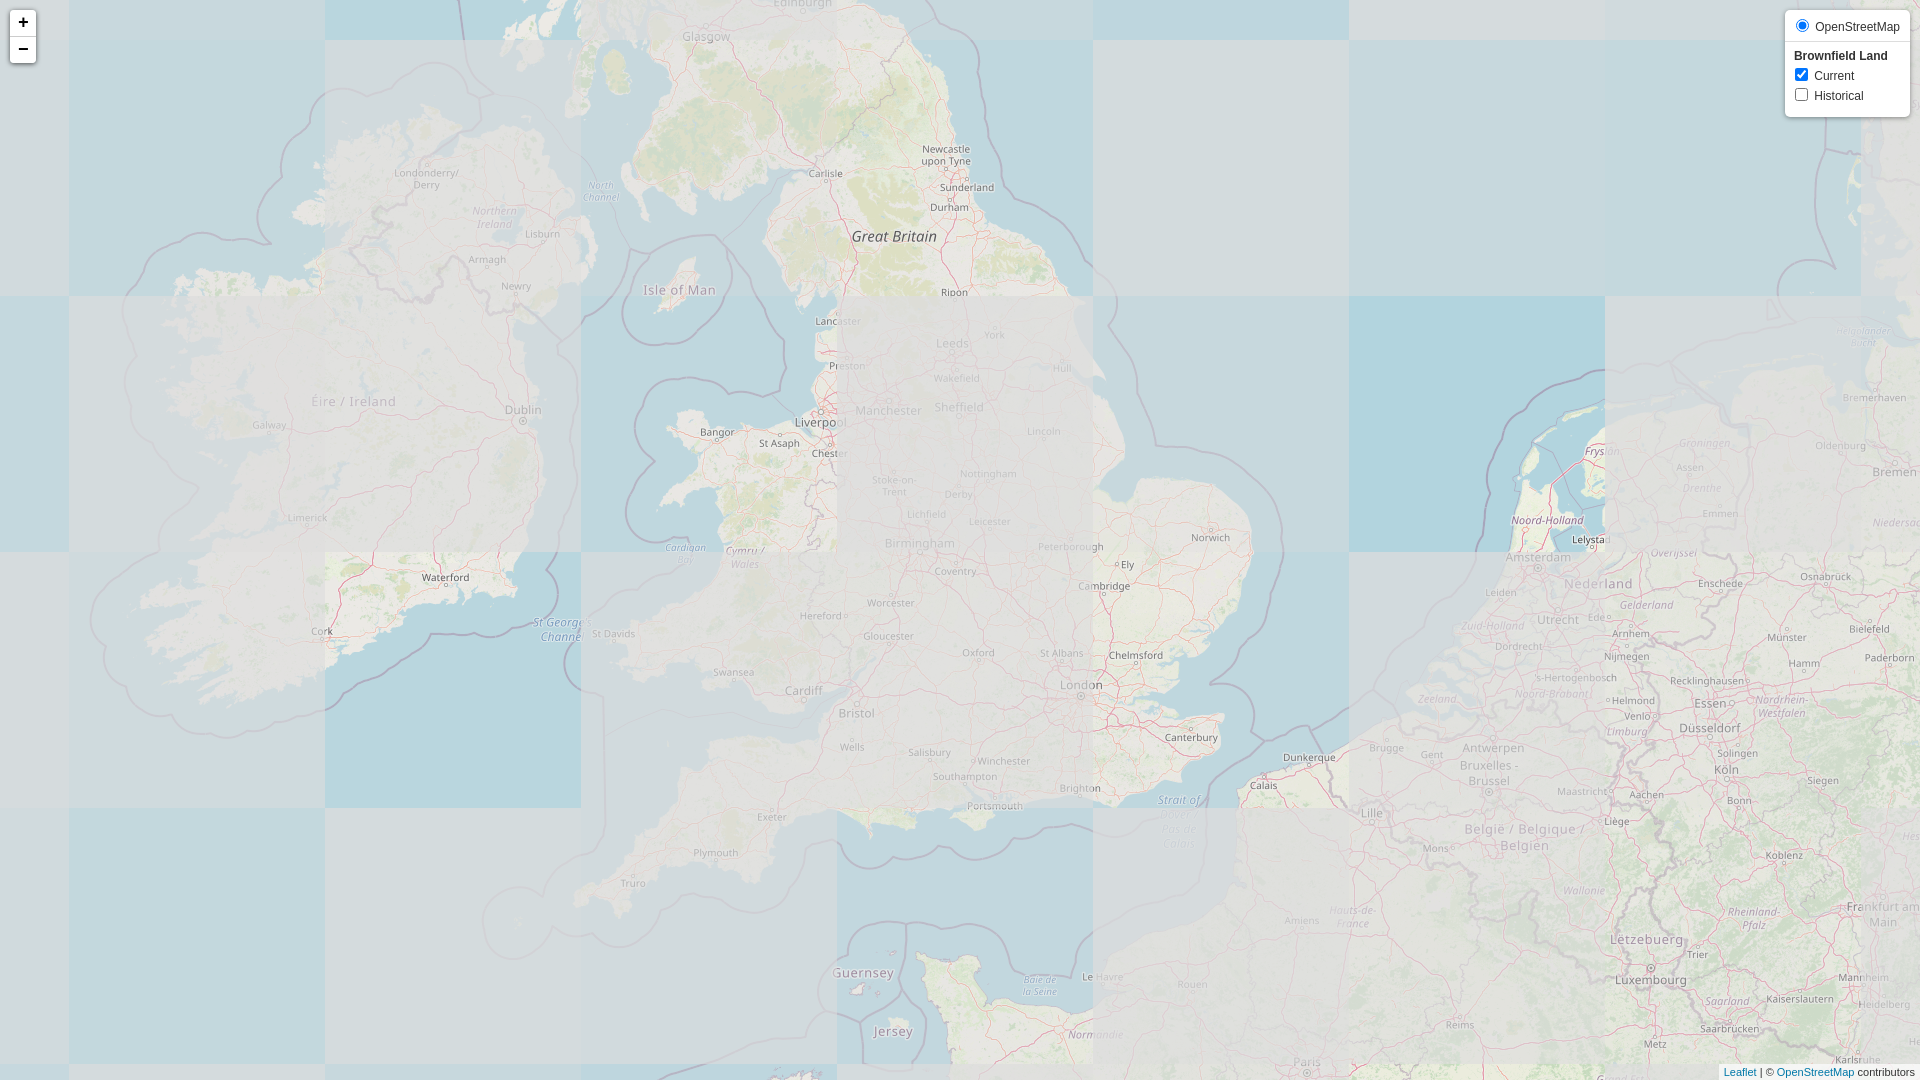 +
−
OpenStreetMap
Brownfield Land
Current
Historical
Edinburgh
Glasgow
Londonderry/
Derry
North
Channel
Northern
Ireland
Lisburn
Armagh
Newry
Newcastle
upon Tyne
Carlisle
Sunderland
Durham
Great Britain
Isle of Man
Ripon
Lancaster
York
Leeds
Preston
Hull
Wakefield
Manchester
Sheffield
Liverpool
Lincoln
Bangor
St Asaph
Chester
Nottingham
Stoke-on-
Trent
Derby
Lichfield
Leicester
Norwich
Birmingham
Peterborough
Cardigan
Bay
Cymru /
Wales
Ely
Coventry
Cambridge
Éire / Ireland
Dublin
Galway
Limerick
Waterford
Cork
St George's
Channel
St Davids
Worcester
Hereford
Gloucester
Oxford
St Albans
Chelmsford
Swansea
Cardiff
London
Bristol
Canterbury
Wells
Salisbury
Winchester
Southampton
Brighton
Portsmouth
Exeter
Plymouth
Truro
Strait of
Pas de
Calais
Dunkerque
Calais
Guernsey
Jersey
Baie de
la Seine
Le Havre
Rouen
Normandie
Amiens
Hauts-de-
France
Paris
Reims
Metz
Helgoländer
Bucht
Bremerhaven
Groningen
Oldenburg
Fryslân
Assen
Bremen
Drenthe
Emmen
Noord-Holland
Niedersac
Lelystad
Amsterdam
Overijssel
Nederland
Enschede
Osnabrück
Leiden
Gelderland
Utrecht
Ede
Zuid-Holland
Arnhem
Bielefeld
Münster
Dordrecht
Nijmegen
Hamm
Paderborn
's-Hertogenbosch
Recklinghausen
Zeeland
Noord-Brabant
Helmond
Essen
Nordrhein-
Westfalen
Venlo
Düsseldorf
Limburg
Brugge
Gent
Antwerpen
Solingen
Bruxelles -
Brussel
Köln
Siegen
Maastricht
Aachen
Bonn
Lille
Liège
België / Belgique /
Belgien
Mons
Koblenz
Wallonie
Frankfurt am
Main
Rheinland-
Pfalz
Lëtzebuerg
Trier
Luxembourg
Mannheim
Kaiserslautern
Saarland
Heidelberg
Saarbrücken
Karlsruhe
Leaflet | © OpenStreetMap contributors